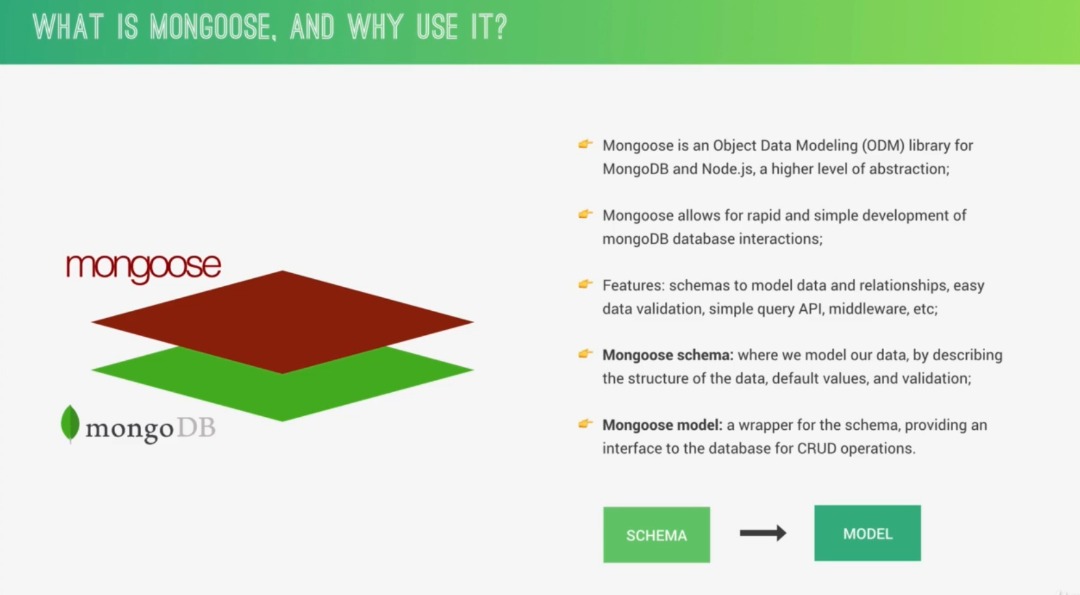 WHAT IS MONGOOSE, AND WHY USE IT?
mongoose
mongoDB
👉 Mongoose is an Object Data Modeling (ODM) library for
MongoDB and Node.js, a higher level of abstraction;
👉 Mongoose allows for rapid and simple development of
mongoDB database interactions;
👉 Features: schemas to model data and relationships, easy
data validation, simple query API, middleware, etc;
👉 Mongoose schema: where we model our data, by describing
the structure of the data, default values, and validation;
👉 Mongoose model: a wrapper for the schema, providing an
interface to the database for CRUD operations.
SCHEMA
MODEL